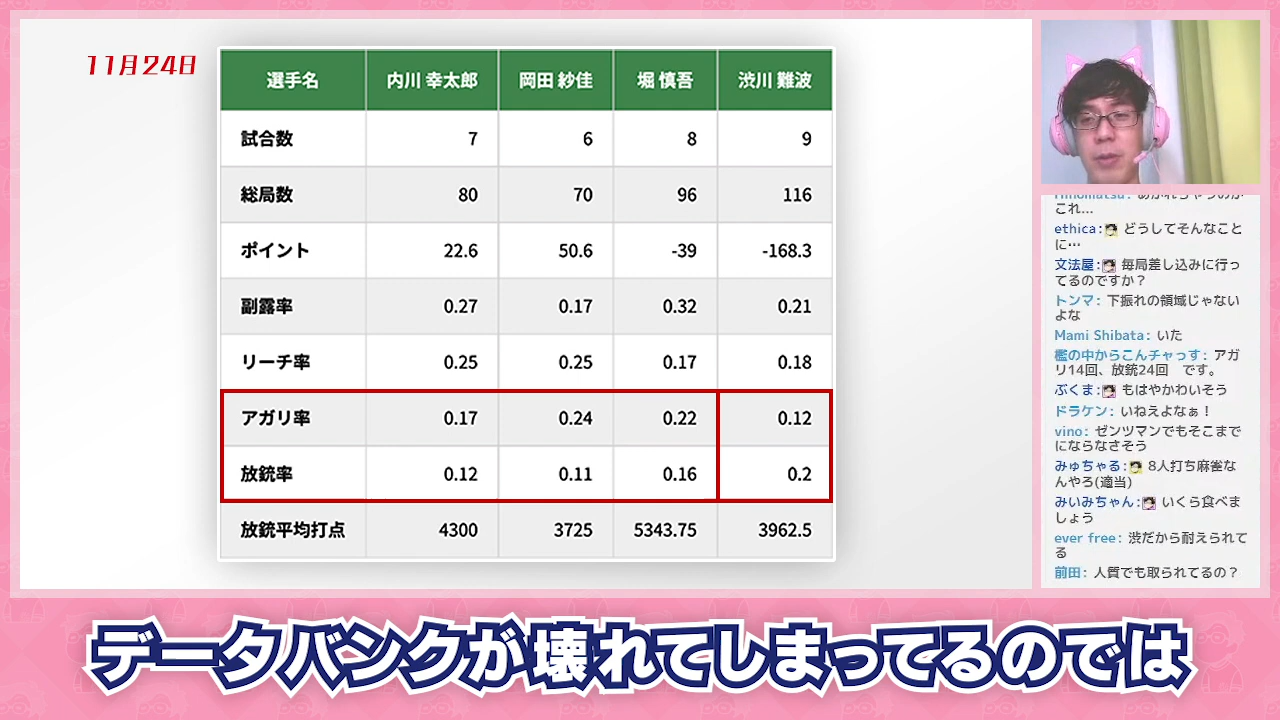 11月24日
選手名 内川 幸太郎 岡田 紗佳 堀 慎吾 渋川 難波
試合数 7 6 8 9
総局数 80 70 96 116
ポイント 22.6 50.6 -39 -168.3
副露率 0.27 0.17 0.32 0.21
リーチ率 0.25 0.25 0.17 0.18
アガリ率 0.17 0.24 0.22 0.12
放銃率 0.12 0.11 0.16 0.2
放銃平均打点 4300 3725 5343.75 3962.5
これ…
ethica: どうしてそんなこと
に…
文法屋: 毎局差し込みに行っ
てるのですか？
トンマ: 下振れの領域じゃない
よな
Mami Shibata: いた
檻の中からこんチャっす: アガ
リ14回、放銃24回 です。
ぷくま: もはやかわいそう
ドラケン: いねえよなぁ！
vino: ゼンツマンでもそこまで
にならなさそう
みゅちゃる: 8人打ち麻雀な
んやろ(適当)
みいみちゃん: いくら食べま
しょう
ever free: 渋だから耐えられて
る
前田: 人質でも取られてるの？
データバンクが壊れてしまってるのでは